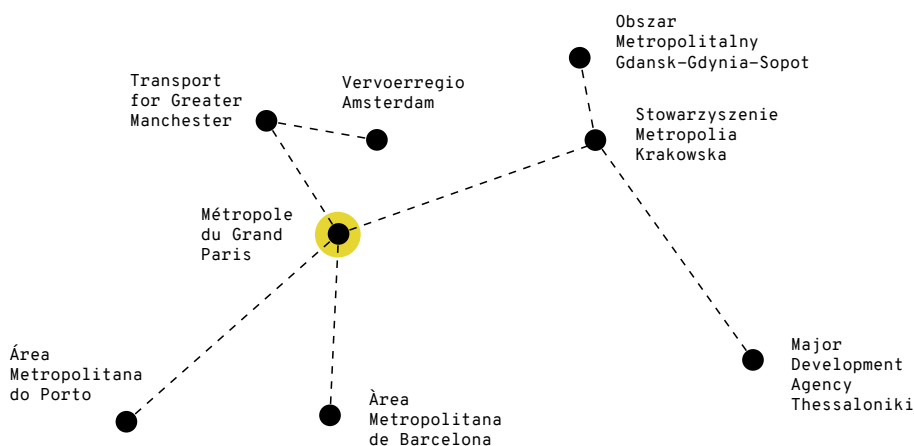 Obszar
Metropolitalny
Gdansk–Gdynia–Sopot
Transport
for Greater
Manchester
Vervoerregio
Amsterdam
Stowarzyszenie
Metropolia
Krakowska
Métropole
du Grand
Paris
Major
Development
Agency
Thessaloniki
Área
Metropolitana
do Porto
Àrea
Metropolitana
de Barcelona